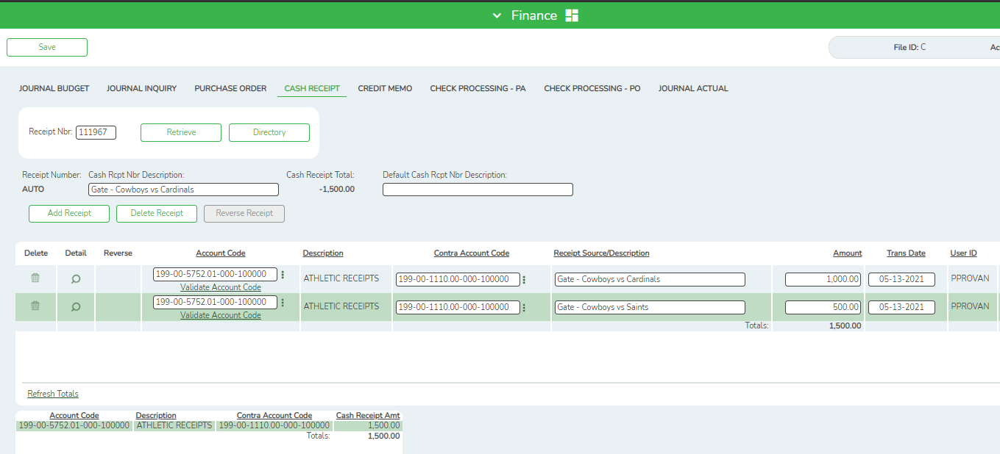 Finance
Save
File ID: C
Ac
JOURNAL BUDGET JOURNAL INQUIRY PURCHASE ORDER CASH RECEIPT CREDIT MEMO CHECK PROCESSING - PA CHECK PROCESSING - PO JOURNAL ACTUAL
Receipt Nbr: 111967 Retrieve Directory
Receipt Number: Cash Rcpt Nbr Description: Cash Receipt Total: Default Cash Rcpt Nbr Description:
AUTO Gate - Cowboys vs Cardinals -1,500.00
Add Receipt Delete Receipt Reverse Receipt
Delete Detail Reverse Account Code Description Contra Account Code Receipt Source/Description Amount Trans Date User ID
199-00-5752.01-000-100000 ATHLETIC RECEIPTS 199-00-1110.00-000-100000 Gate - Cowboys vs Cardinals 1,000.00 05-13-2021 PPROVAN
Validate Account Code
199-00-5752.01-000-100000 ATHLETIC RECEIPTS 199-00-1110.00-000-100000 Gate - Cowboys vs Saints 500.00 05-13-2021 PPROVAN
Validate Account Code
Totals: 1,500.00
Refresh Totals
Account Code Description Contra Account Code Cash Receipt Amt
199-00-5752.01-000-100000 ATHLETIC RECEIPTS 199-00-1110.00-000-100000 1,500.00
Totals: 1,500.00